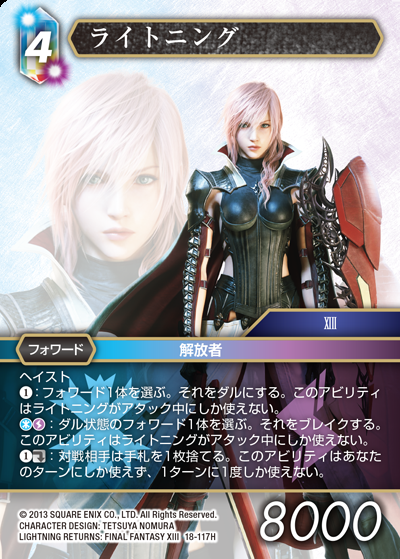 4
ライトニング
XIII
フォワード
解放者
ヘイスト
1:フォワード1体を選ぶ。それをダルにする。このアビリティ
はライトニングがアタック中にしか使えない。
:ダル状態のフォワード1体を選ぶ。それをブレイクする。
このアビリティはライトニングがアタック中にしか使えない。
1:対戦相手は手札を1枚捨てる。このアビリティはあなた
のターンにしか使えず、1ターンに1度しか使えない。
© 2013 SQUARE ENIX CO., LTD. All Rights Reserved.
CHARACTER DESIGN: TETSUYA NOMURA
LIGHTNING RETURNS: FINAL FANTASY XIII 18-117H
8000